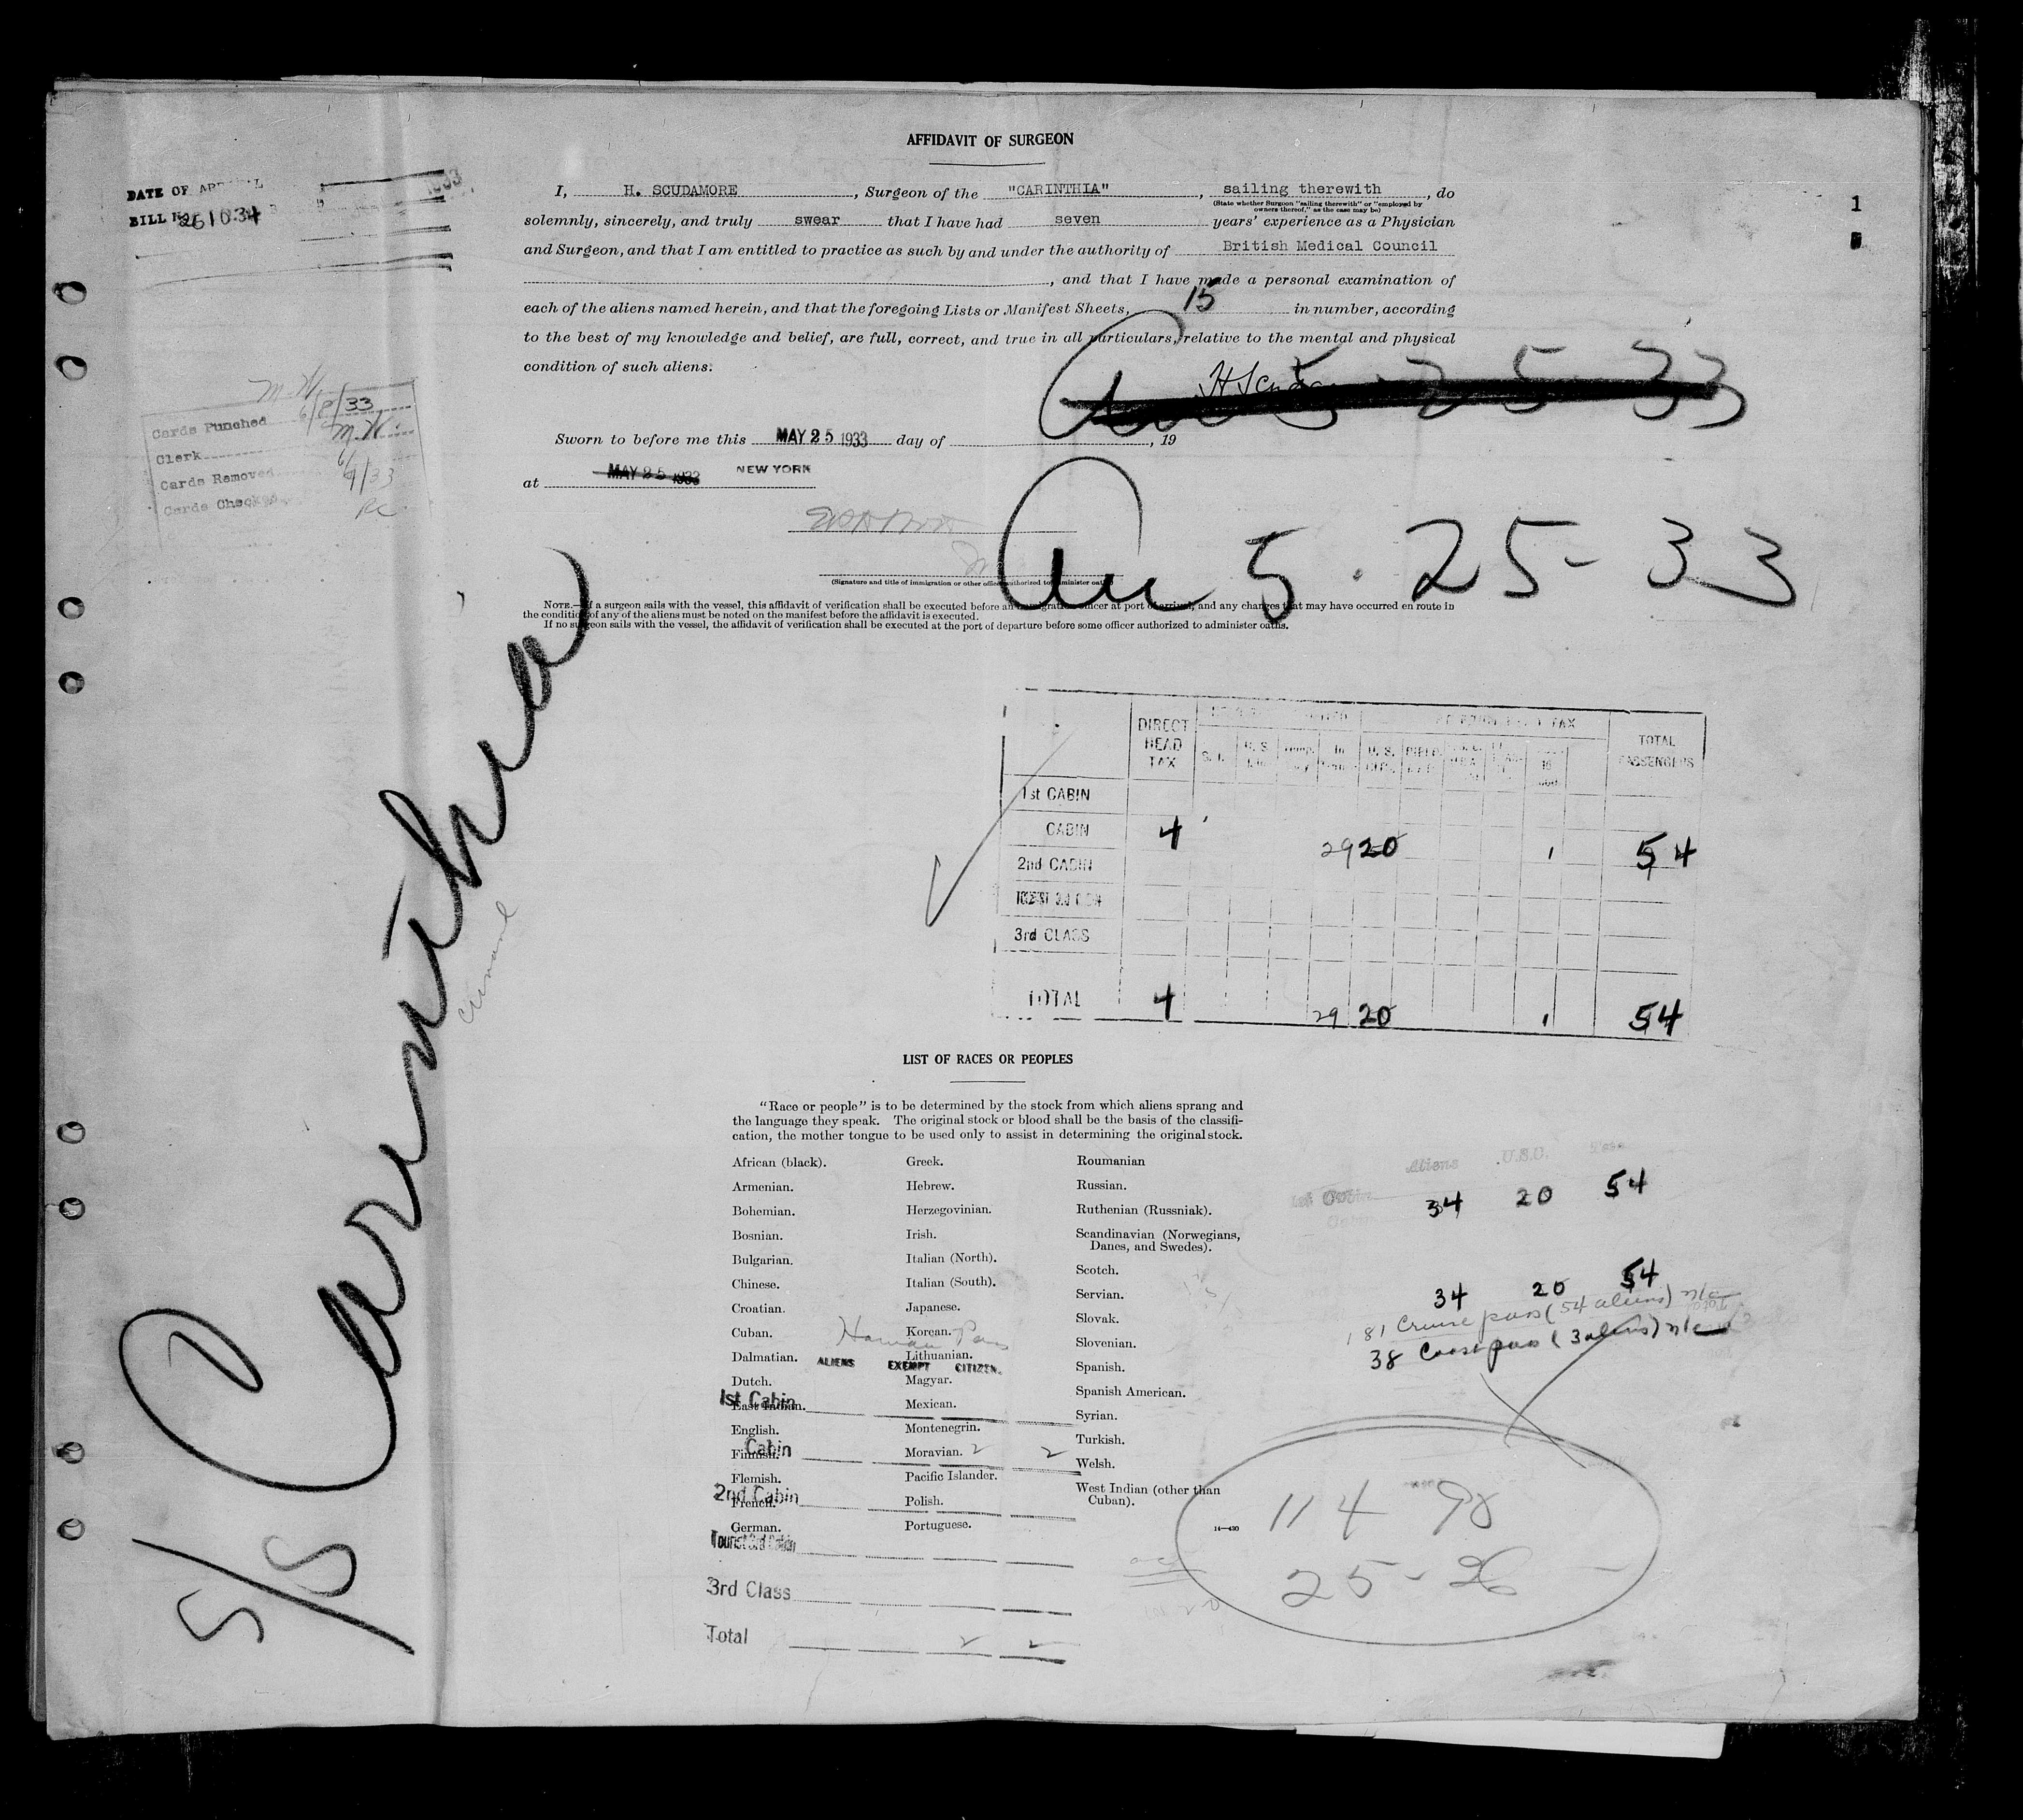 AFFIDAVIT OF SURGEON
DATE OF
BILL No. 261034
1933
1
I, H. SCUDAMORE, Surgeon of the "CARINTHIA", sailing therewith, do
(State whether Surgeon "sailing therewith" or "employed by
owners thereof," as the case may be)
solemnly, sincerely, and truly swear that I have had seven years' experience as a Physician
and Surgeon, and that I am entitled to practice as such by and under the authority of British Medical Council
, and that I have made a personal examination of
each of the aliens named herein, and that the foregoing Lists or Manifest Sheets, 15 in number, according
to the best of my knowledge and belief, are full, correct, and true in all particulars, relative to the mental and physical
condition of such aliens.
5 25 33
Sworn to before me this MAY 25 1933 day of , 19
at MAY 25 1933 NEW YORK
Cards Punched 6/8/33
Clerk M.K.
Cards Removed 6/9/33
Cards Checked
5 . 25 - 33
(Signature and title of immigration or other officer authorized to administer oaths)
NOTE.—If a surgeon sails with the vessel, this affidavit of verification shall be executed before an immigration officer at port of arrival, and any changes that may have occurred en route in
the condition of any of the aliens must be noted on the manifest before the affidavit is executed.
If no surgeon sails with the vessel, the affidavit of verification shall be executed at the port of departure before some officer authorized to administer oaths.
S/S Carinthia
Cunard
DIRECT HEAD TAX
S. I.
U. S.
In
U. S.
TAX
TOTAL PASSENGERS
1st CABIN
CABIN 4 29 20 1 54
2nd CABIN
3rd CLASS
TOTAL 4 29 20 1 54
LIST OF RACES OR PEOPLES
"Race or people" is to be determined by the stock from which aliens sprang and
the language they speak. The original stock or blood shall be the basis of the classifi-
cation, the mother tongue to be used only to assist in determining the original stock.
African (black). Greek. Roumanian
Armenian. Hebrew. Russian.
Bohemian. Herzegovinian. Ruthenian (Russniak).
Bosnian. Irish. Scandinavian (Norwegians,
Danes, and Swedes).
Bulgarian. Italian (North).
Chinese. Italian (South). Scotch.
Croatian. Japanese. Servian.
Cuban. Korean. Slovak.
Dalmatian. Lithuanian. Slovenian.
Dutch. Magyar. Spanish.
East Indian. Mexican. Spanish American.
English. Montenegrin. Syrian.
Finnish. Moravian. Turkish.
Flemish. Pacific Islander. Welsh.
French. Polish. West Indian (other than
Cuban).
German. Portuguese.
14—430
ALIENS EXEMPT CITIZEN.
1st Cabin
Cabin 2 2
2nd Cabin
Tourist 3rd Cabin
3rd Class
Total 2 2
Aliens U.S.C.
34 20 54
34 20 54
181 Cruise pass (54 aliens) n/c
38 Coast pass (3 aliens) n/c
114 98
25 - 26